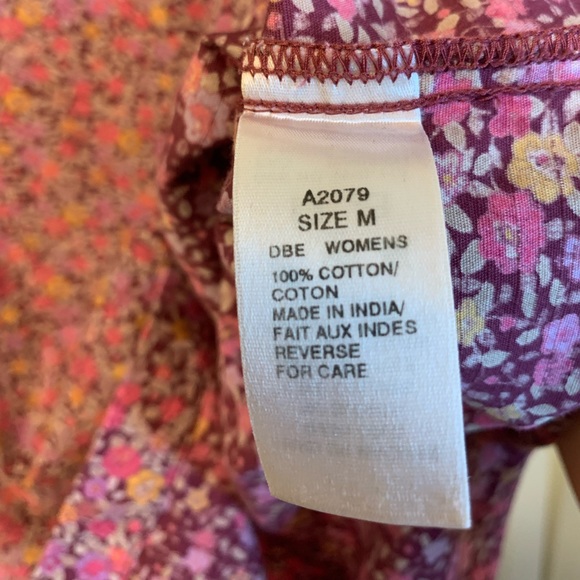 A2079
SIZE M
DBE WOMENS
100% COTTON/
COTON
MADE IN INDIA/
FAIT AUX INDES
REVERSE
FOR CARE